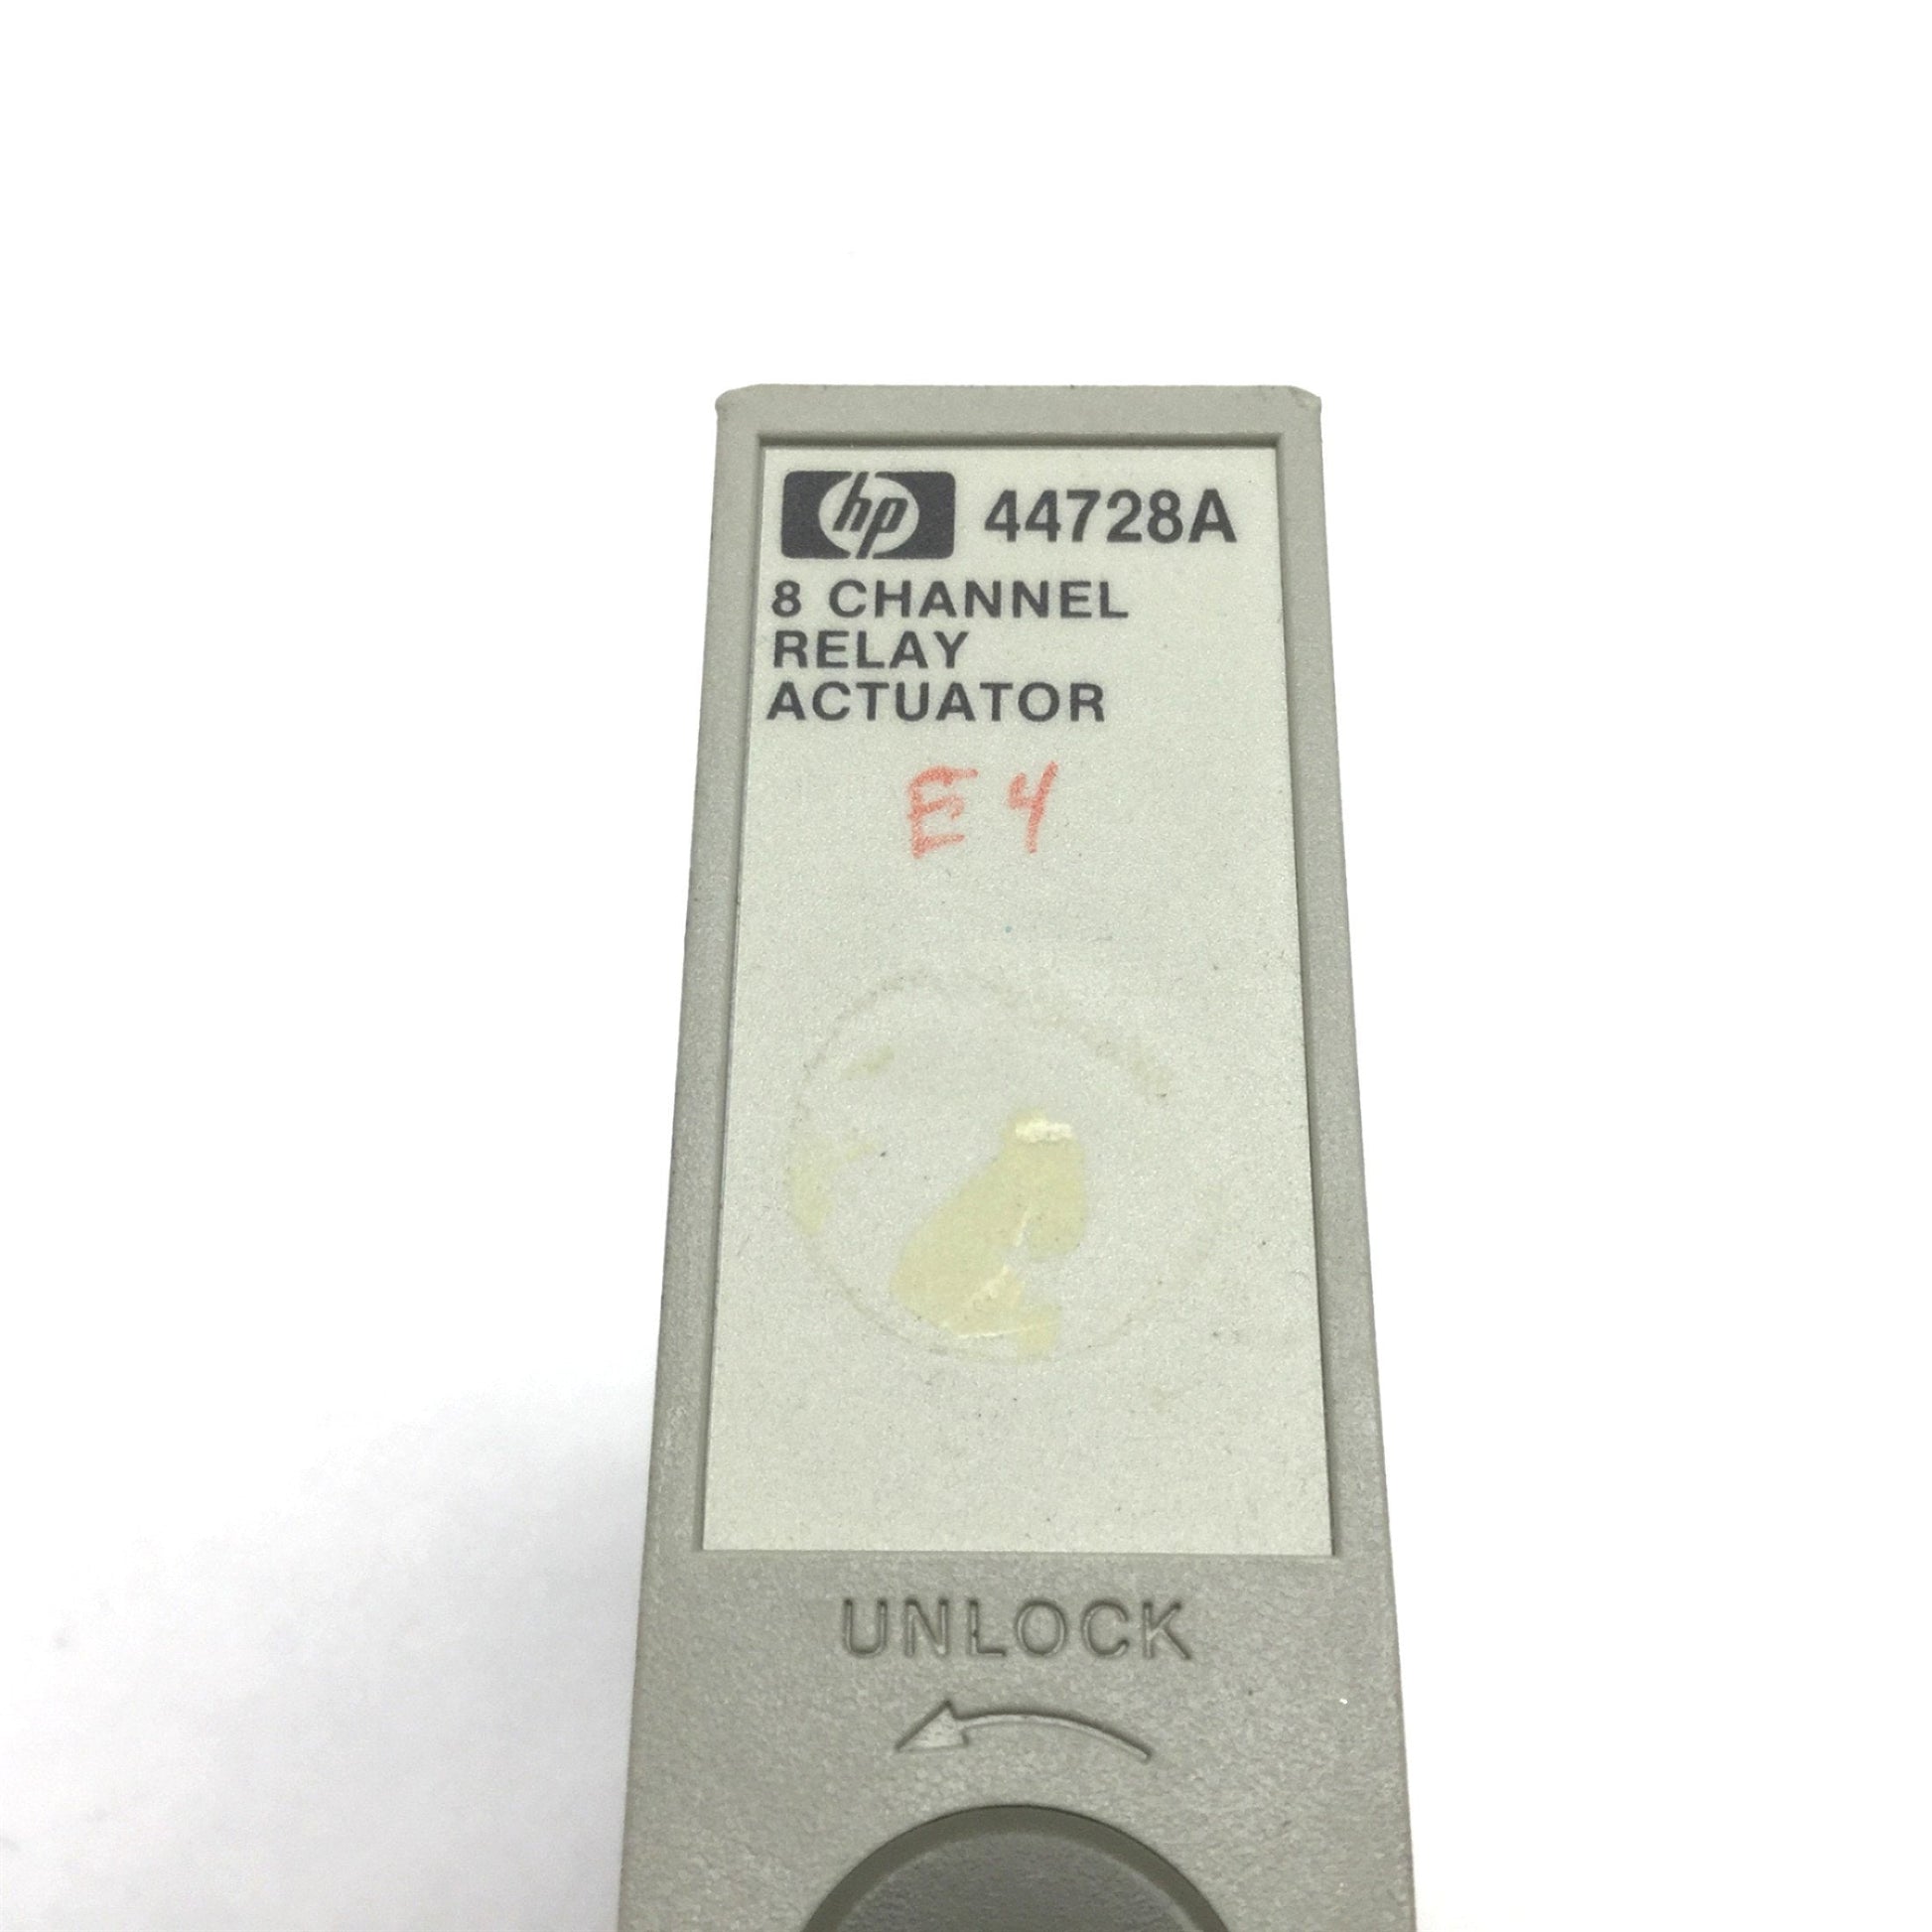 hp 44728A
8 CHANNEL
RELAY
ACTUATOR
E4
UNLOCK